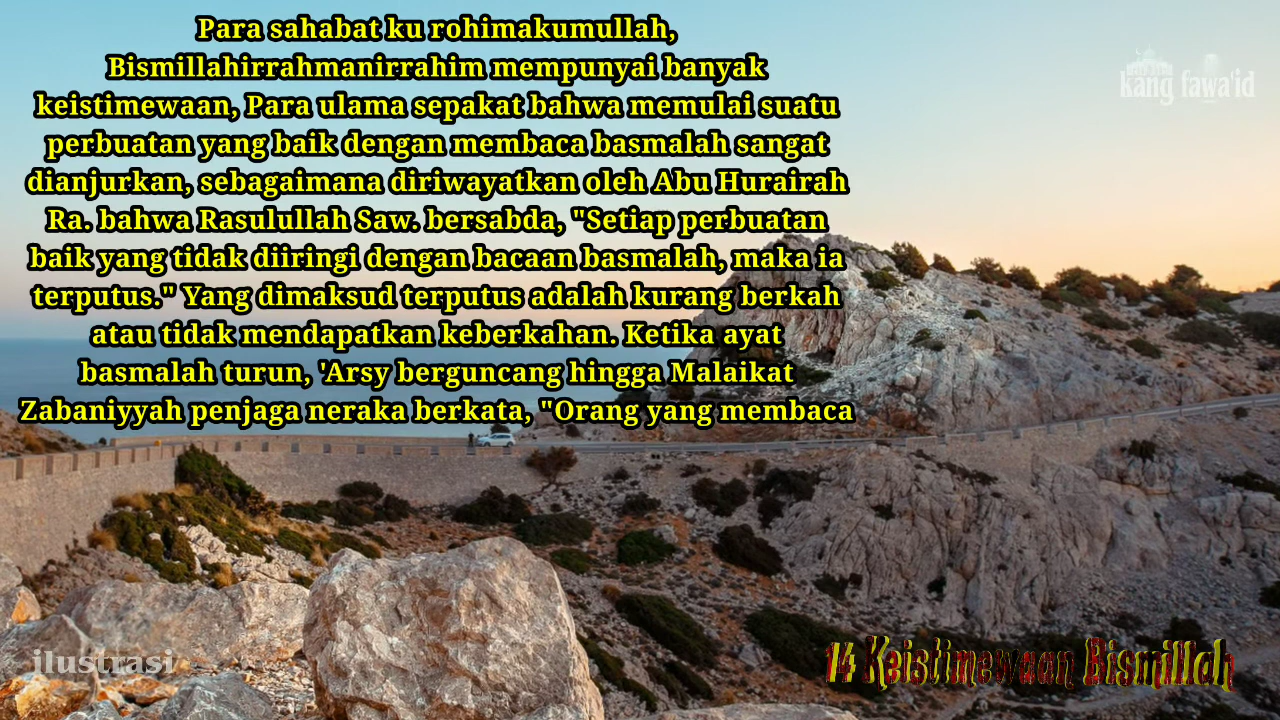 Para sahabat ku rohimakumullah,
Bismillahirrahmanirrahim mempunyai banyak
keistimewaan, Para ulama sepakat bahwa memulai suatu
perbuatan yang baik dengan membaca basmalah sangat
dianjurkan, sebagaimana diriwayatkan oleh Abu Hurairah
Ra. bahwa Rasulullah Saw. bersabda, "Setiap perbuatan
baik yang tidak diiringi dengan bacaan basmalah, maka ia
terputus." Yang dimaksud terputus adalah kurang berkah
atau tidak mendapatkan keberkahan. Ketika ayat
basmalah turun, 'Arsy berguncang hingga Malaikat
Zabaniyyah penjaga neraka berkata, "Orang yang membaca
kang fawa'id
ilustrasi
14 Keistimewaan Bismillah